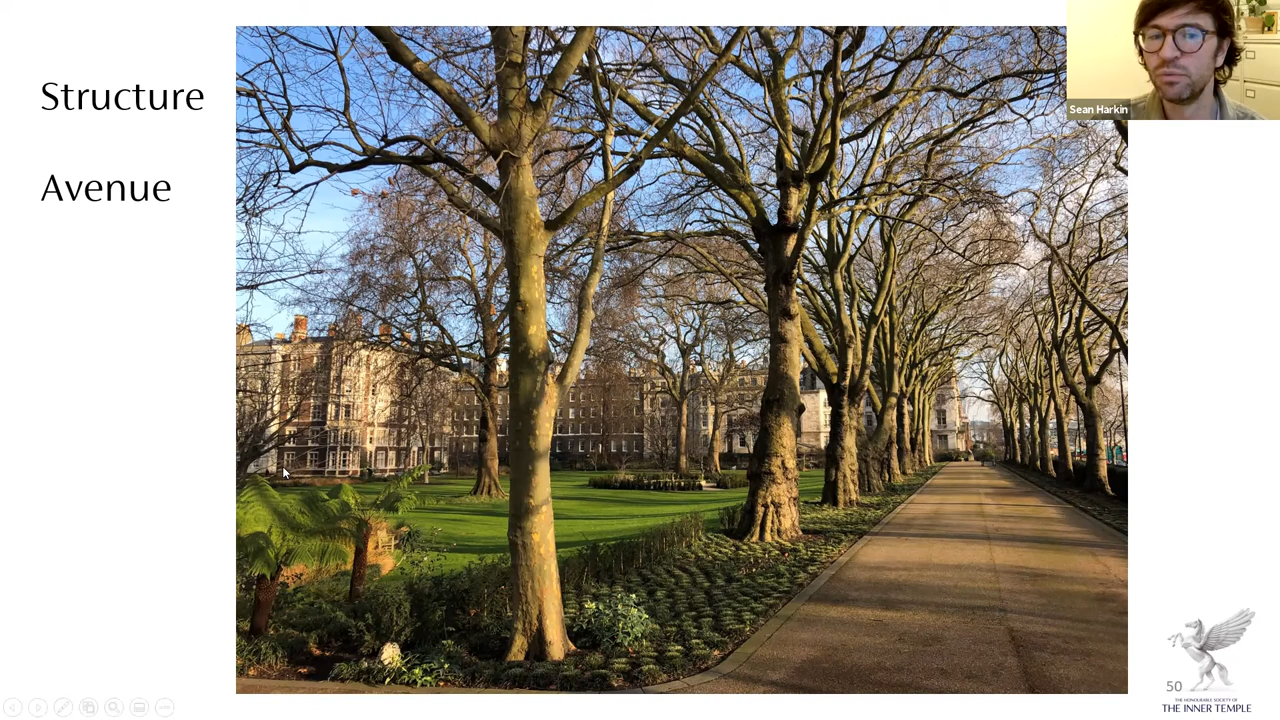 Structure
Avenue
Sean Harkin
50
THE HONOURABLE SOCIETY OF
THE INNER TEMPLE